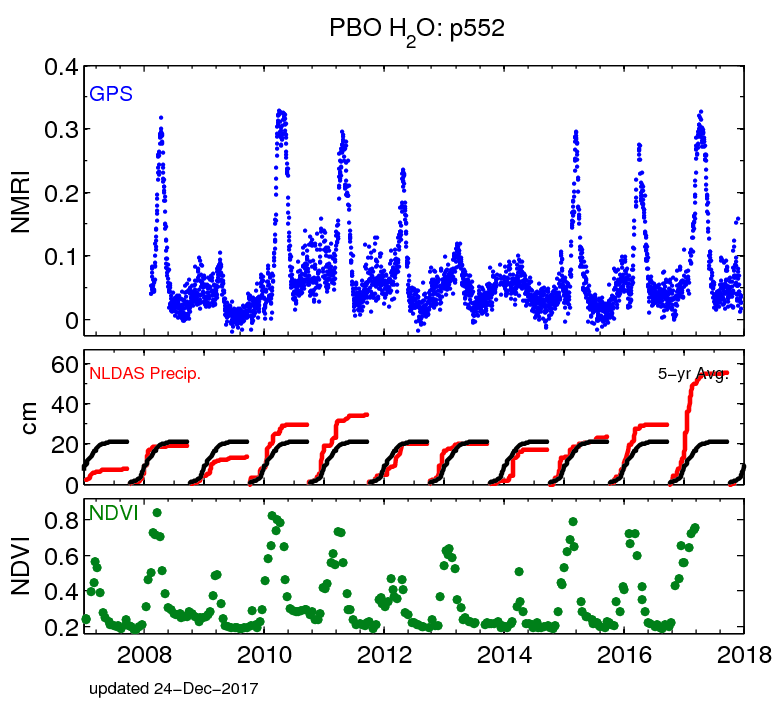 PBO H2O: p552
0.4
GPS
0.3
NMRI
0.2
0.1
0
60
NLDAS Precip.
5−yr Avg.
40
cm
20
0
NDVI
0.8
0.6
NDVI
0.4
0.2
2008 2010 2012 2014 2016 2018
updated 24−Dec−2017